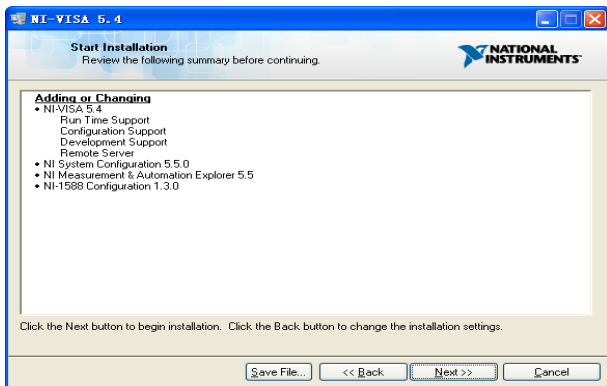 NI-VISA 5.4
Start Installation
Review the following summary before continuing.
NATIONAL
INSTRUMENTS
Adding or Changing
• NI-VISA 5.4
Run Time Support
Configuration Support
Development Support
Remote Server
• NI System Configuration 5.5.0
• NI Measurement & Automation Explorer 5.5
• NI-1588 Configuration 1.3.0
Click the Next button to begin installation. Click the Back button to change the installation settings.
Save File... << Back Next >> Cancel